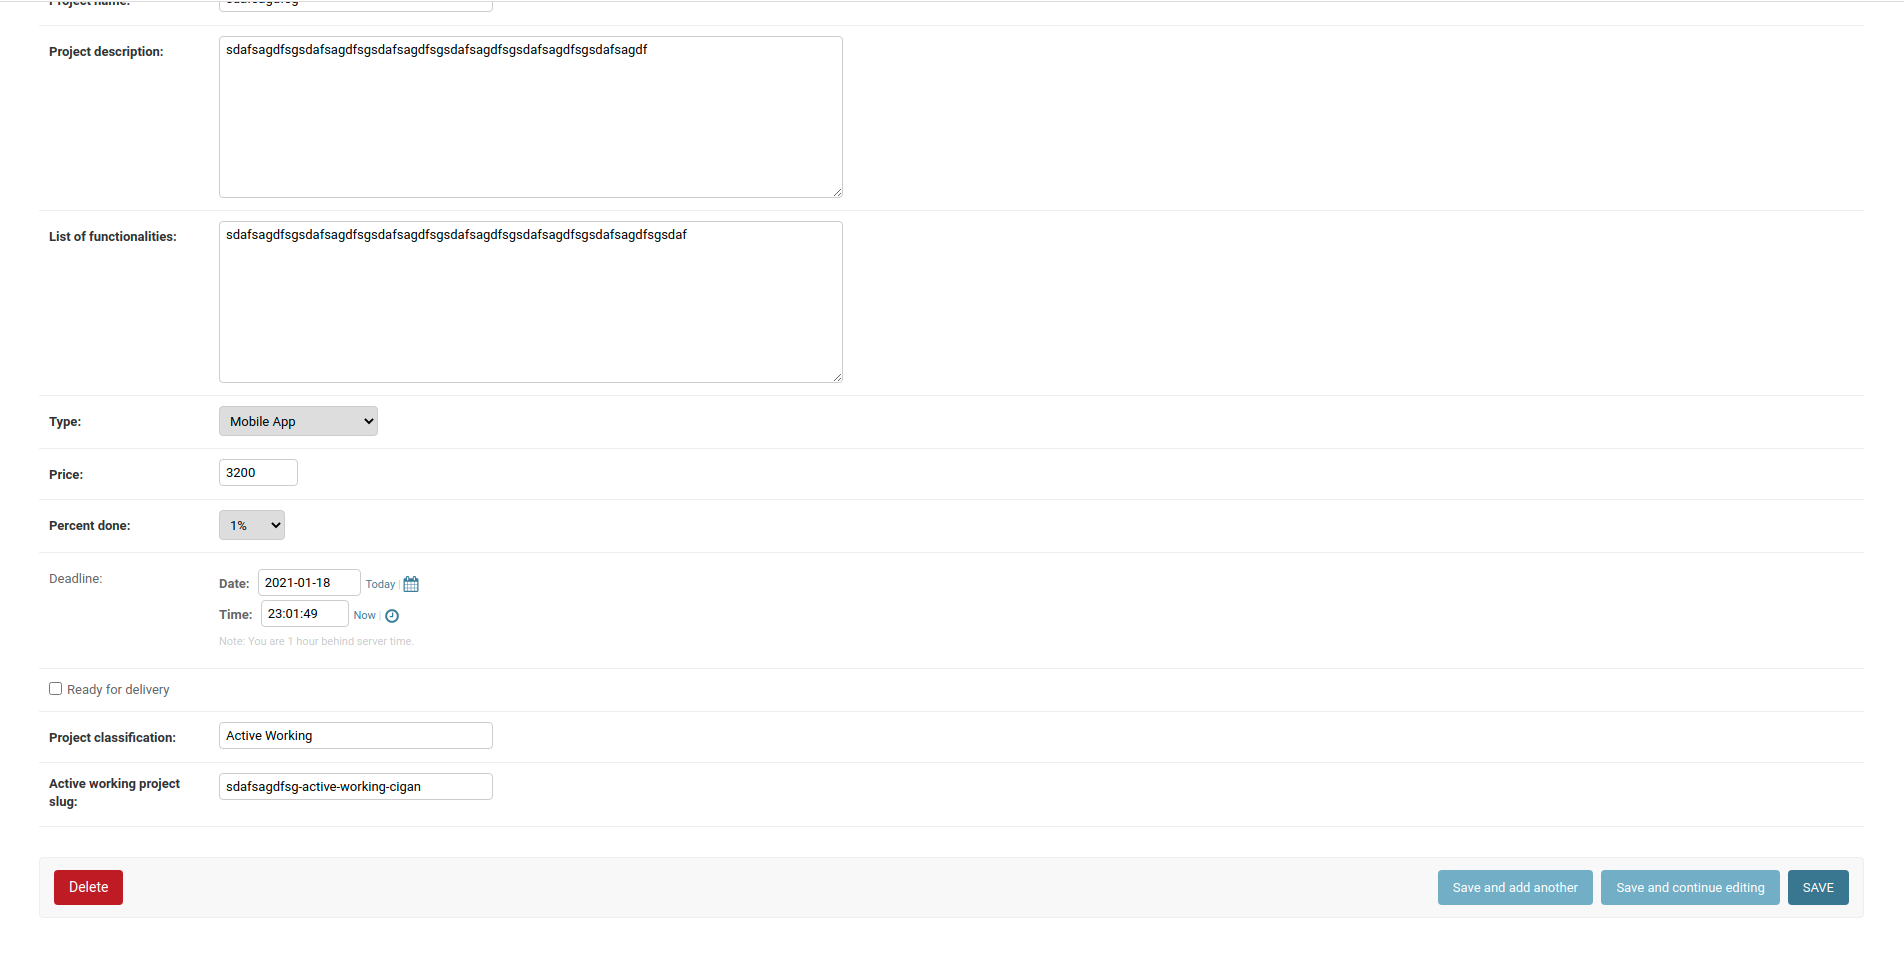 Project name:
Project description:
sdafsagdfsgsdafsagdfsgsdafsagdfsgsdafsagdfsgsdafsagdfsgsdafsagdf
List of functionalities:
sdafsagdfsgsdafsagdfsgsdafsagdfsgsdafsagdfsgsdafsagdfsgsdafsagdfsgsdaf
Type:
Mobile App
Price:
3200
Percent done:
1%
Deadline:
Date: 2021-01-18 Today |
Time: 23:01:49 Now |
Note: You are 1 hour behind server time.
Ready for delivery
Project classification:
Active Working
Active working project
slug:
sdafsagdfsg-active-working-cigan
Delete
Save and add another
Save and continue editing
SAVE